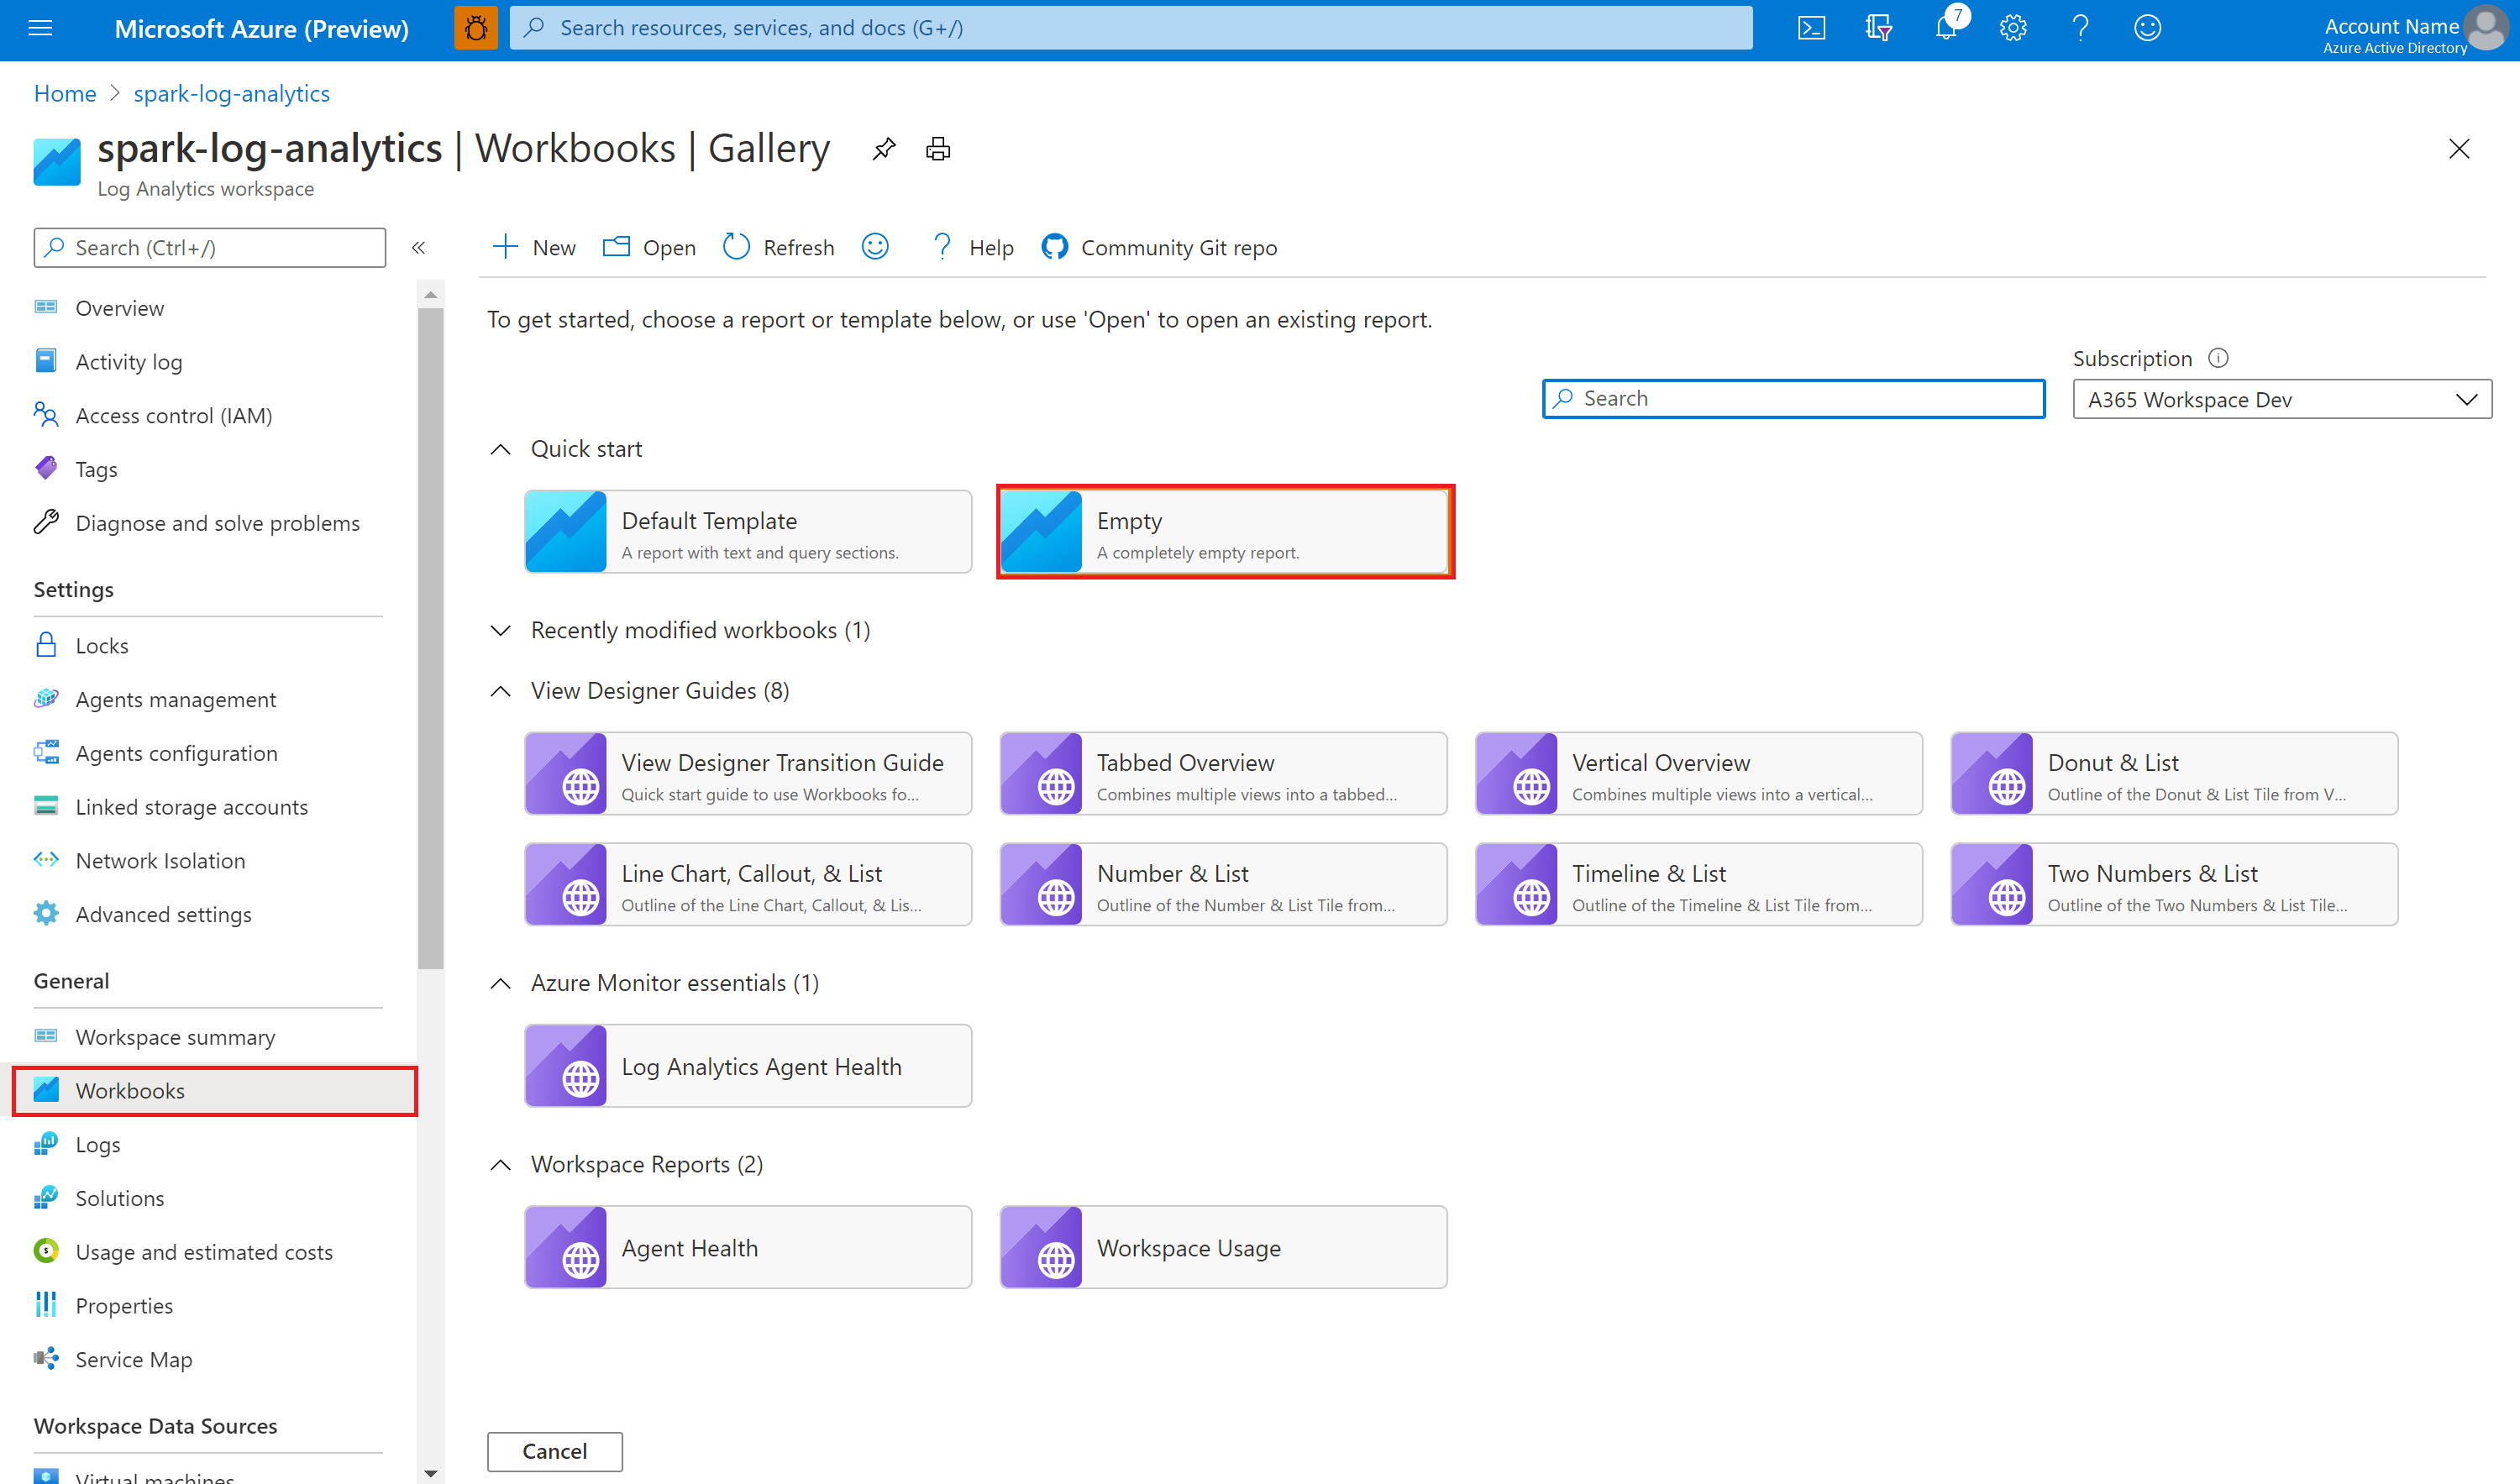 Microsoft Azure (Preview)
Search resources, services, and docs (G+/)
7
Account Name
Azure Active Directory
Home > spark-log-analytics
spark-log-analytics | Workbooks | Gallery
Log Analytics workspace
Search (Ctrl+/)
«
Overview
Activity log
Access control (IAM)
Tags
Diagnose and solve problems
Settings
Locks
Agents management
Agents configuration
Linked storage accounts
Network Isolation
Advanced settings
General
Workspace summary
Workbooks
Logs
Solutions
Usage and estimated costs
Properties
Service Map
Workspace Data Sources
Virtual machines
New
Open
Refresh
Help
Community Git repo
To get started, choose a report or template below, or use 'Open' to open an existing report.
Subscription
Search
A365 Workspace Dev
Quick start
Default Template
A report with text and query sections.
Empty
A completely empty report.
Recently modified workbooks (1)
View Designer Guides (8)
View Designer Transition Guide
Quick start guide to use Workbooks fo...
Tabbed Overview
Combines multiple views into a tabbed...
Vertical Overview
Combines multiple views into a vertical...
Donut & List
Outline of the Donut & List Tile from V...
Line Chart, Callout, & List
Outline of the Line Chart, Callout, & Lis...
Number & List
Outline of the Number & List Tile from...
Timeline & List
Outline of the Timeline & List Tile from...
Two Numbers & List
Outline of the Two Numbers & List Tile...
Azure Monitor essentials (1)
Log Analytics Agent Health
Workspace Reports (2)
Agent Health
Workspace Usage
Cancel